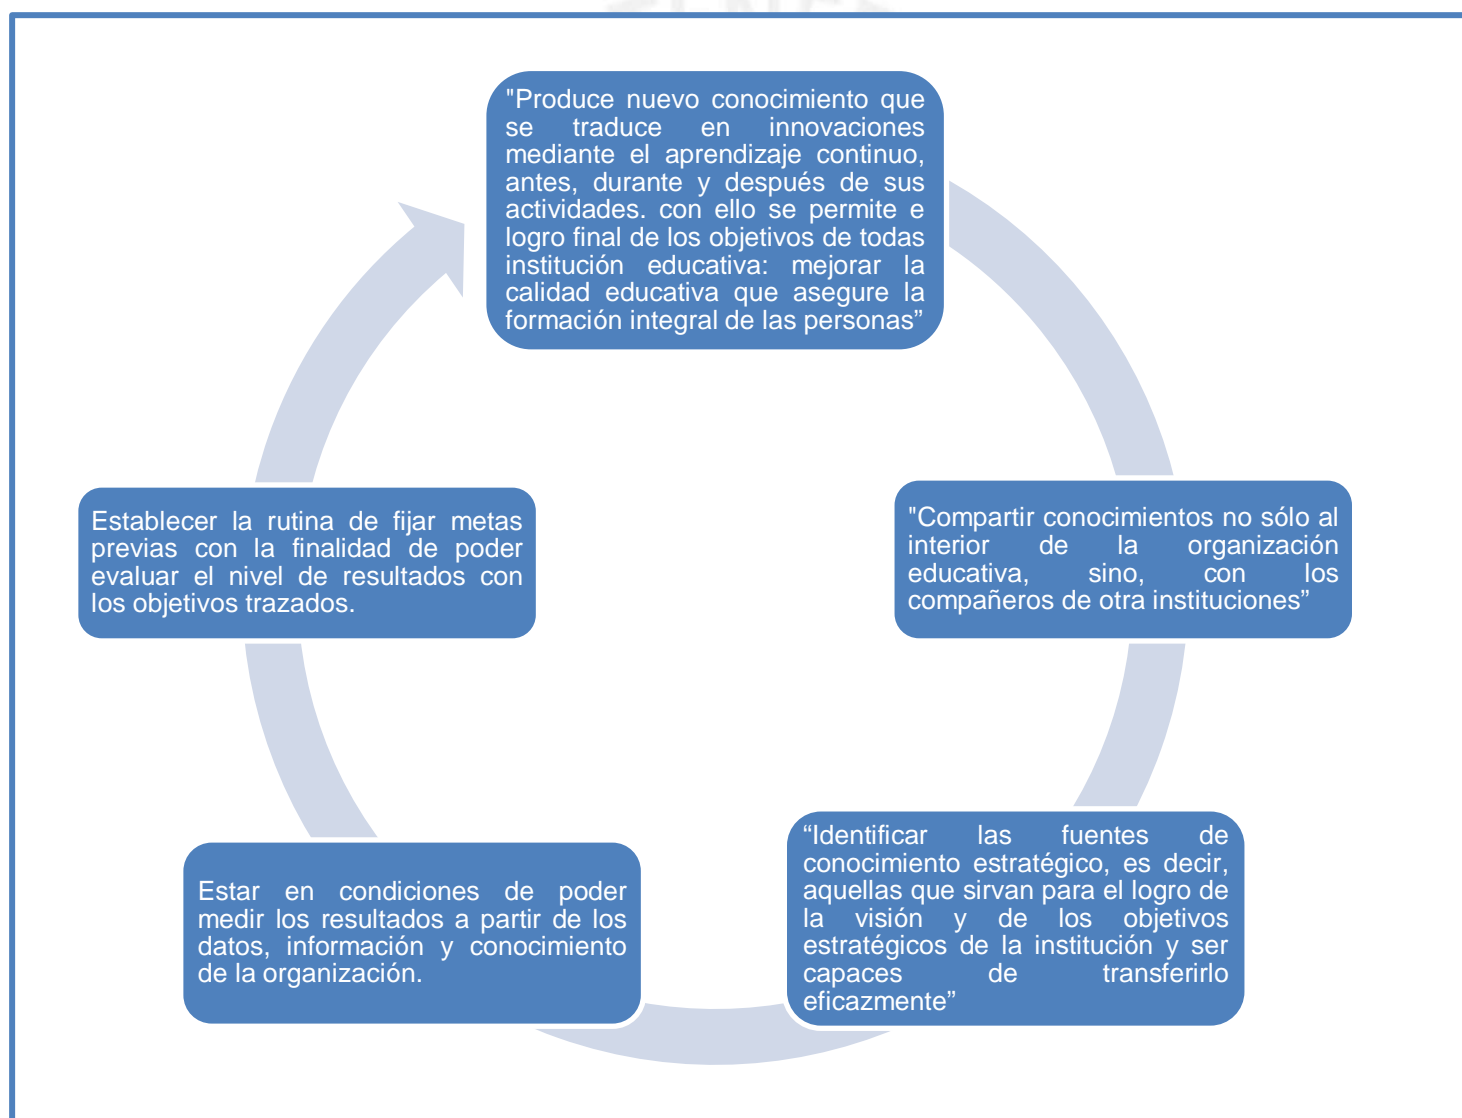 "Produce nuevo conocimiento que
se traduce en innovaciones
mediante el aprendizaje continuo,
antes, durante y después de sus
actividades. con ello se permite e
logro final de los objetivos de todas
institución educativa: mejorar la
calidad educativa que asegure la
formación integral de las personas”
"Compartir conocimientos no sólo al
interior de la organización
educativa, sino, con los
compañeros de otra instituciones”
“Identificar las fuentes de
conocimiento estratégico, es decir,
aquellas que sirvan para el logro de
la visión y de los objetivos
estratégicos de la institución y ser
capaces de transferirlo
eficazmente”
Estar en condiciones de poder
medir los resultados a partir de los
datos, información y conocimiento
de la organización.
Establecer la rutina de fijar metas
previas con la finalidad de poder
evaluar el nivel de resultados con
los objetivos trazados.